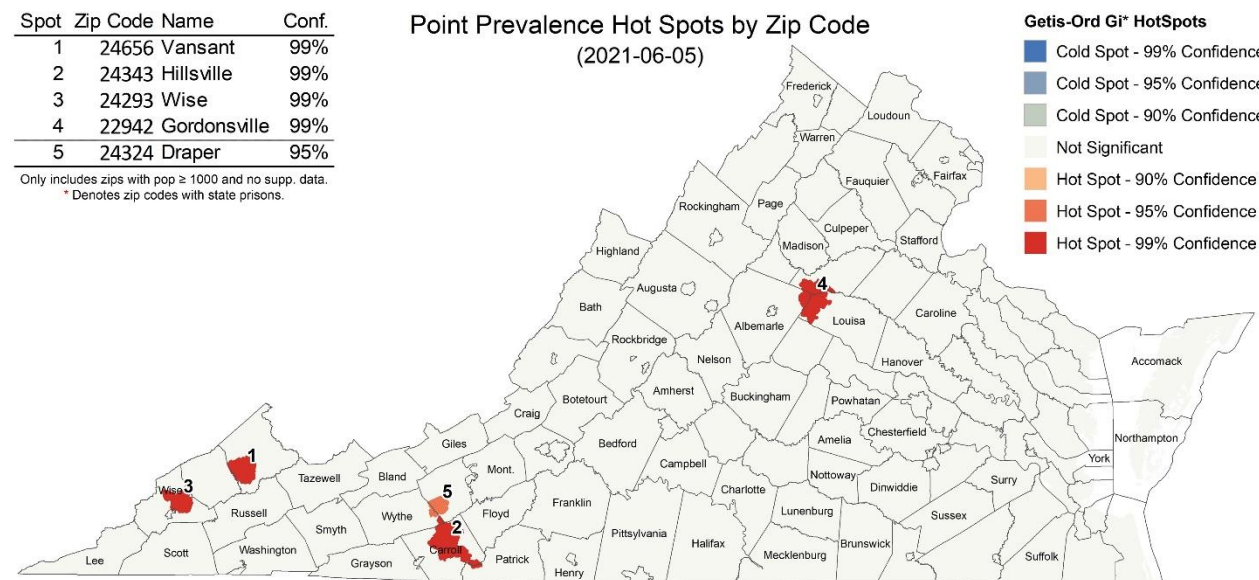 Point Prevalence Hot Spots by Zip Code
(2021-06-05)
Spot Zip Code Name Conf.
1 24656 Vansant 99%
2 24343 Hillsville 99%
3 24293 Wise 99%
4 22942 Gordonsville 99%
5 24324 Draper 95%
Only includes zips with pop ≥ 1000 and no supp. data.
* Denotes zip codes with state prisons.
Getis-Ord Gi* HotSpots
Cold Spot - 99% Confidence
Cold Spot - 95% Confidence
Cold Spot - 90% Confidence
Not Significant
Hot Spot - 90% Confidence
Hot Spot - 95% Confidence
Hot Spot - 99% Confidence
Frederick
Loudoun
Warren
Fairfax
Fauquier
Page
Rockingham
Culpeper
Stafford
Madison
Highland
4
Augusta
Bath
Caroline
Louisa
Albemarle
Rockbridge
Nelson
Hanover
Accomack
Amherst
Buckingham
Botetourt
Powhatan
Craig
Chesterfield
Northampton
Giles
Bedford
Amelia
1
Campbell
York
Mont.
Tazewell
Bland
Nottoway
Surry
3
Wise
5
Charlotte
Dinwiddie
Franklin
Russell
Wythe
Floyd
Lunenburg
Sussex
Smyth
2
Pittsylvania
Halifax
Brunswick
Washington
Carroll
Scott
Lee
Grayson
Patrick
Henry
Mecklenburg
Suffolk